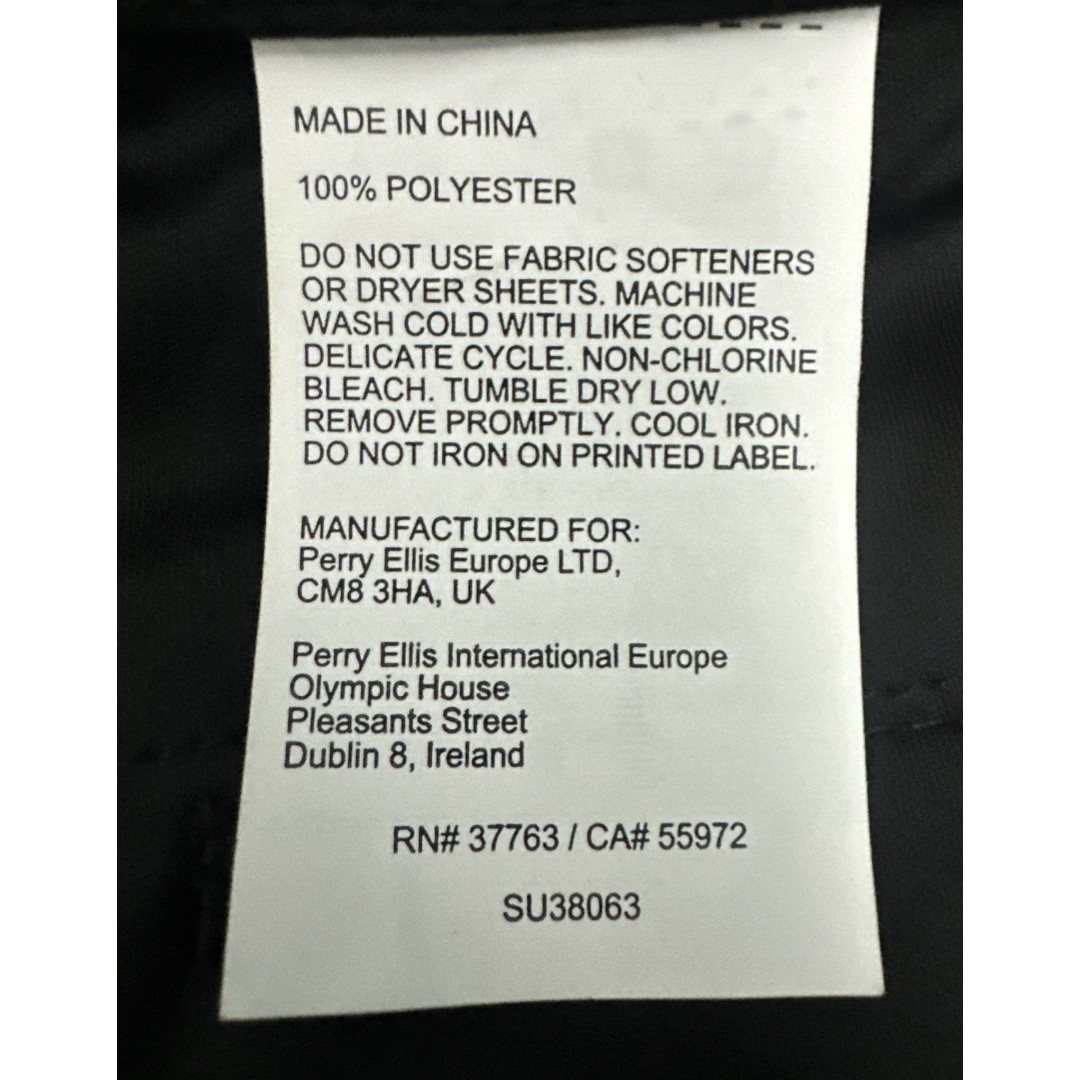 MADE IN CHINA
100% POLYESTER
DO NOT USE FABRIC SOFTENERS
OR DRYER SHEETS. MACHINE
WASH COLD WITH LIKE COLORS.
DELICATE CYCLE. NON-CHLORINE
BLEACH. TUMBLE DRY LOW.
REMOVE PROMPTLY. COOL IRON.
DO NOT IRON ON PRINTED LABEL.
MANUFACTURED FOR:
Perry Ellis Europe LTD,
CM8 3HA, UK
Perry Ellis International Europe
Olympic House
Pleasants Street
Dublin 8, Ireland
RN# 37763 / CA# 55972
SU38063